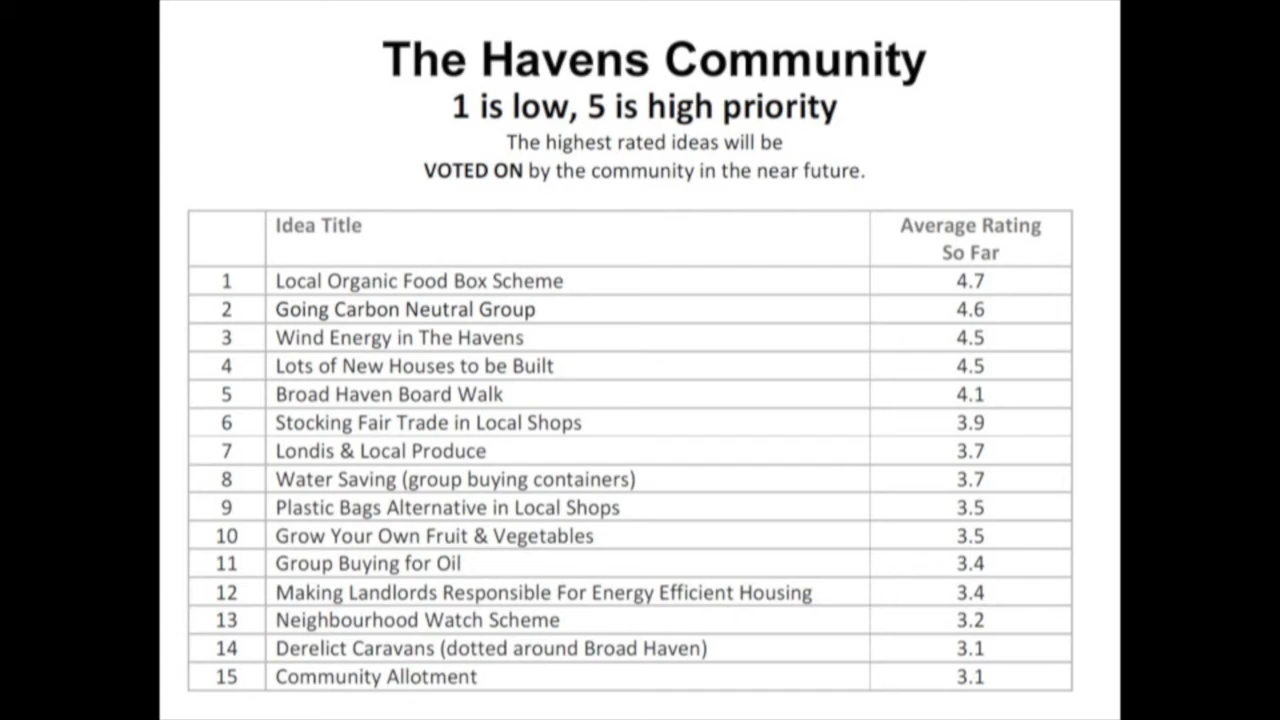 The Havens Community
1 is low, 5 is high priority
The highest rated ideas will be
VOTED ON by the community in the near future.
Idea Title Average Rating
So Far
1 Local Organic Food Box Scheme 4.7
2 Going Carbon Neutral Group 4.6
3 Wind Energy in The Havens 4.5
4 Lots of New Houses to be Built 4.5
5 Broad Haven Board Walk 4.1
6 Stocking Fair Trade in Local Shops 3.9
7 Londis & Local Produce 3.7
8 Water Saving (group buying containers) 3.7
9 Plastic Bags Alternative in Local Shops 3.5
10 Grow Your Own Fruit & Vegetables 3.5
11 Group Buying for Oil 3.4
12 Making Landlords Responsible For Energy Efficient Housing 3.4
13 Neighbourhood Watch Scheme 3.2
14 Derelict Caravans (dotted around Broad Haven) 3.1
15 Community Allotment 3.1